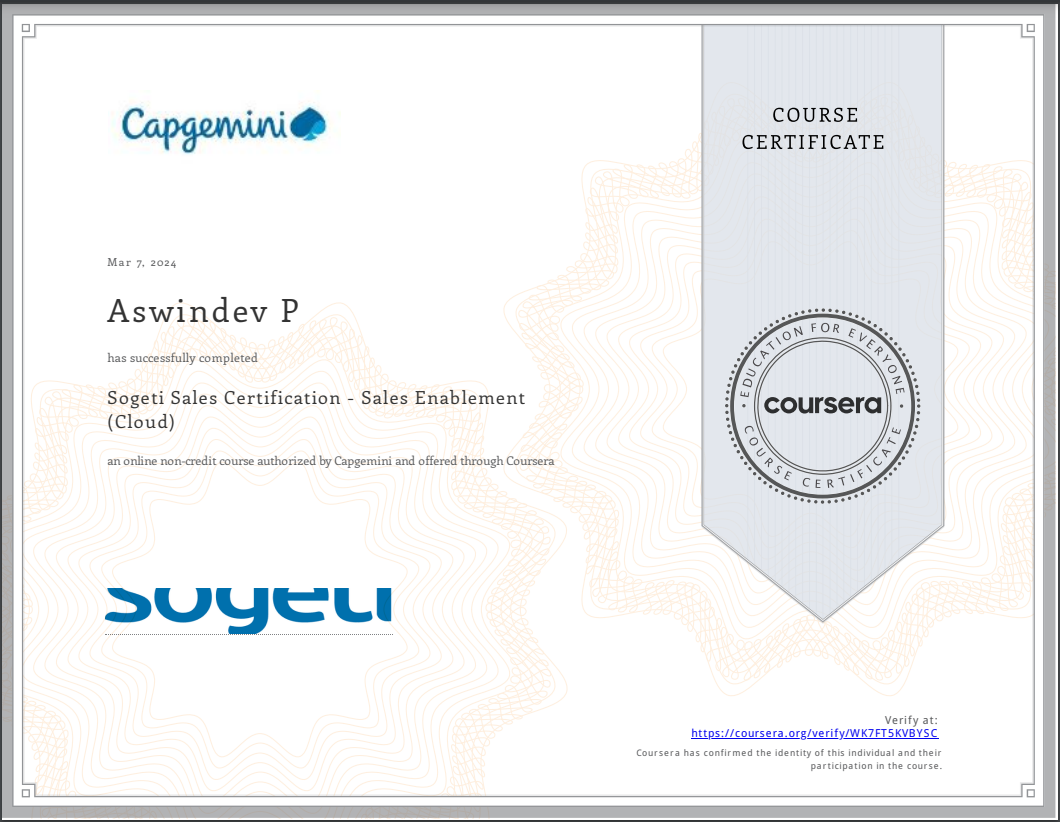 Capgemini
COURSE
CERTIFICATE
Mar 7, 2024
Aswindev P
has successfully completed
Sogeti Sales Certification - Sales Enablement
(Cloud)
an online non-credit course authorized by Capgemini and offered through Coursera
EDUCATION FOR EVERYONE
coursera
COURSE CERTIFICATE
sogeti
Verify at:
https://coursera.org/verify/WK7FT5KVBYSC
Coursera has confirmed the identity of this individual and their
participation in the course.